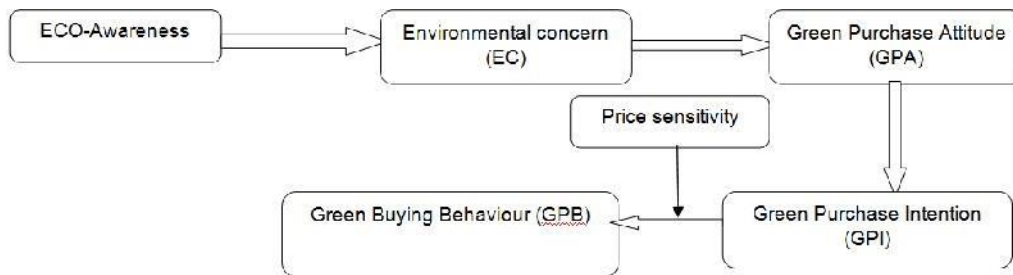 ECO-Awareness
Environmental concern
(EC)
Green Purchase Attitude
(GPA)
Price sensitivity
Green Buying Behaviour (GPB)
Green Purchase Intention
(GPI)